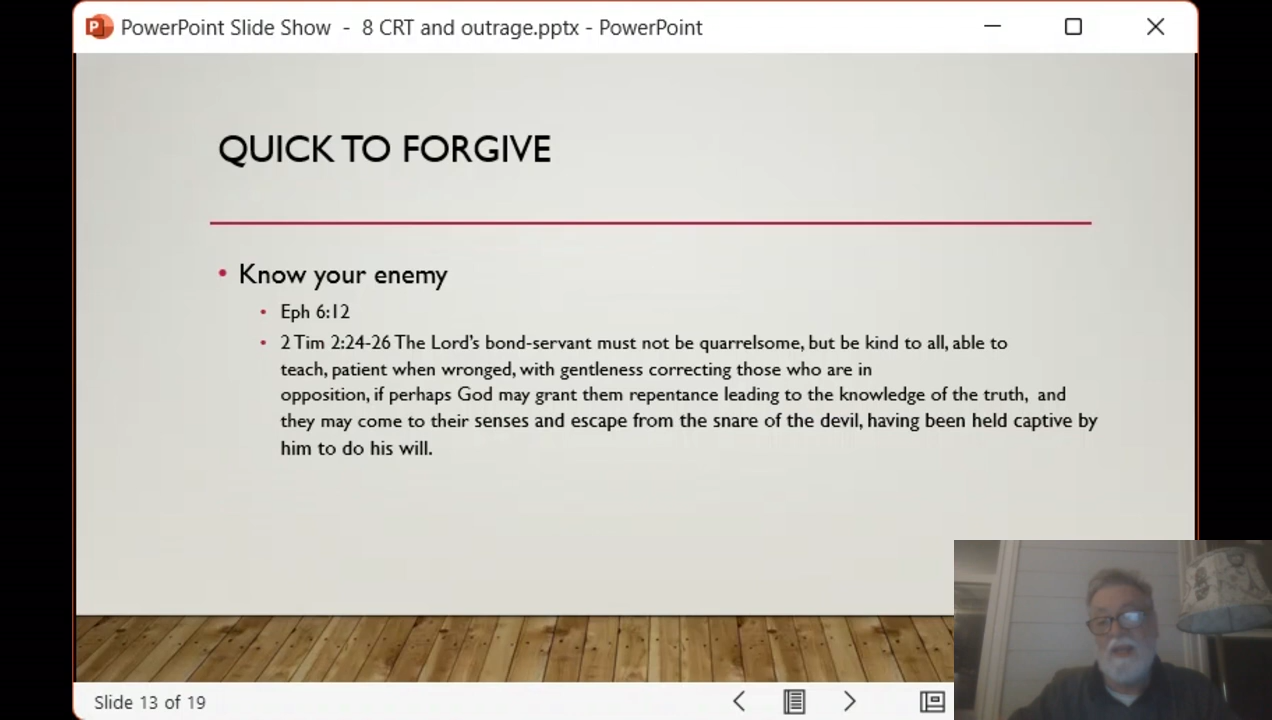 PowerPoint Slide Show - 8 CRT and outrage.pptx - PowerPoint
QUICK TO FORGIVE
• Know your enemy
• Eph 6:12
• 2 Tim 2:24-26 The Lord's bond-servant must not be quarrelsome, but be kind to all, able to
teach, patient when wronged, with gentleness correcting those who are in
opposition, if perhaps God may grant them repentance leading to the knowledge of the truth, and
they may come to their senses and escape from the snare of the devil, having been held captive by
him to do his will.
Slide 13 of 19